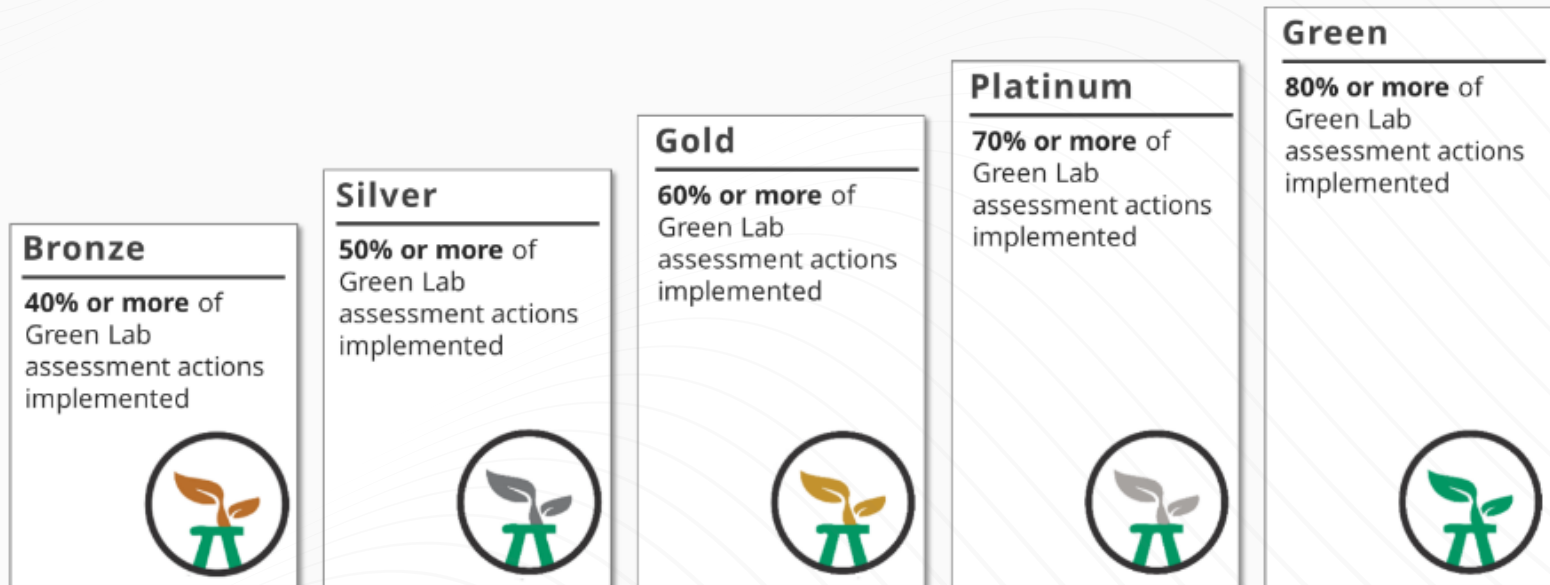 Bronze
40% or more of
Green Lab
assessment actions
implemented
Silver
50% or more of
Green Lab
assessment actions
implemented
Gold
60% or more of
Green Lab
assessment actions
implemented
Platinum
70% or more of
Green Lab
assessment actions
implemented
Green
80% or more of
Green Lab
assessment actions
implemented